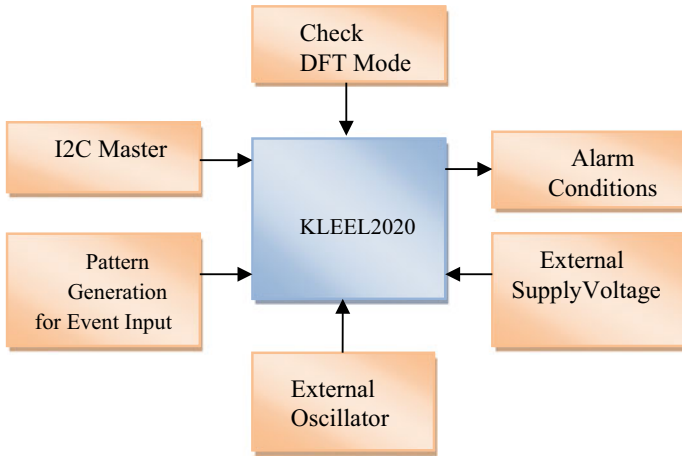 Check
DFT Mode
I2C Master
Alarm
Conditions
KLEEL2020
Pattern
Generation
for Event Input
External
SupplyVoltage
External
Oscillator